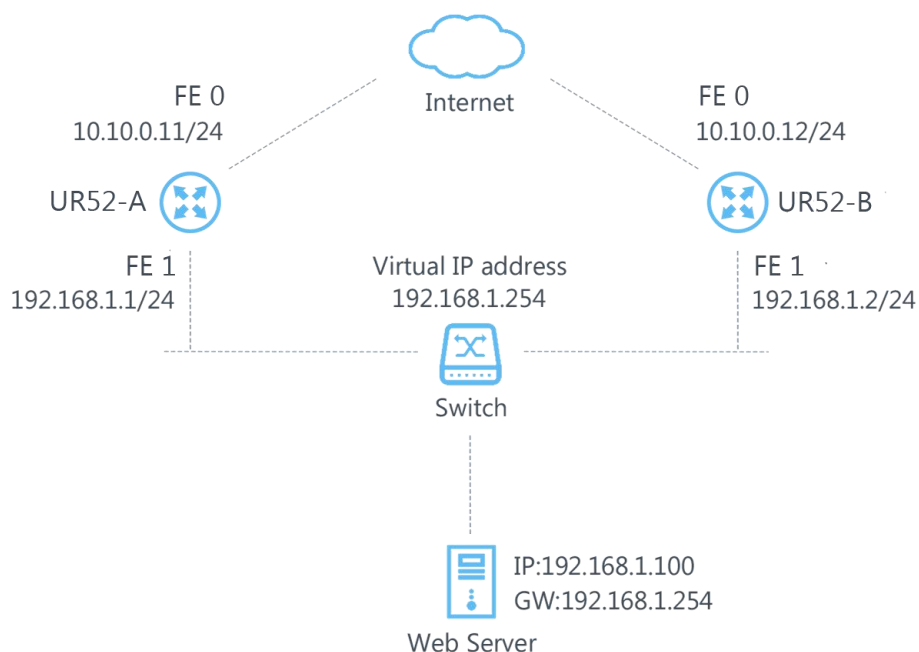 Internet
FE 0
10.10.0.11/24
FE 0
10.10.0.12/24
UR52-A
UR52-B
FE 1
192.168.1.1/24
Virtual IP address
192.168.1.254
FE 1
192.168.1.2/24
Switch
IP:192.168.1.100
GW:192.168.1.254
Web Server